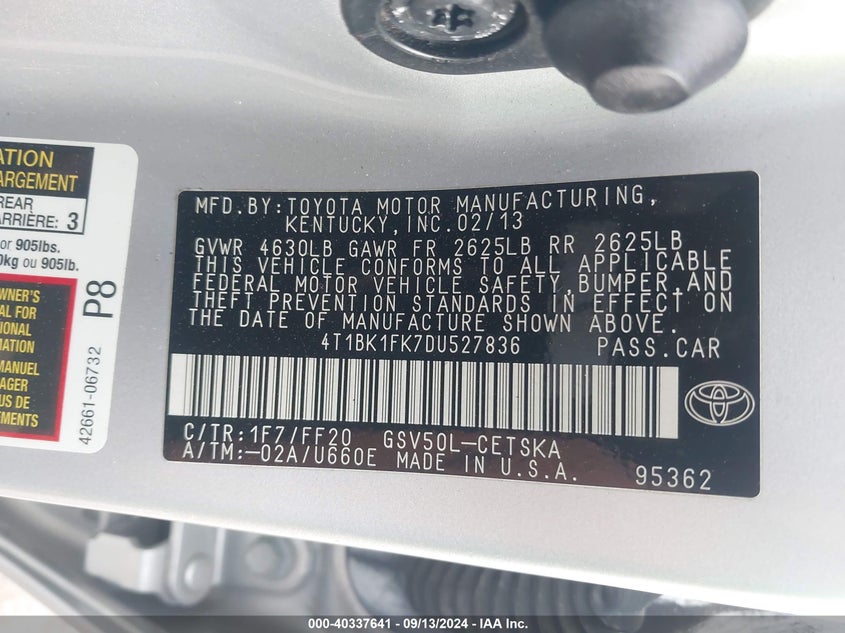 ATION
ARGEMENT
REAR
ARRIÈRE: 3
or 905lbs.
0kg ou 905lb.
WNER'S
AL FOR
IONAL
MATION
MANUEL
AGER
US DE
EMENTS
P8
42661-06732
MFD.BY:TOYOTA MOTOR MANUFACTURING,
KENTUCKY,INC.02/13
GVWR 4630LB GAWR FR 2625LB RR 2625LB
THIS VEHICLE CONFORMS TO ALL APPLICABLE
FEDERAL MOTOR VEHICLE SAFETY,BUMPER,AND
THEFT PREVENTION STANDARDS IN EFFECT ON
THE DATE OF MANUFACTURE SHOWN ABOVE.
4T1BK1FK7DU527836 PASS.CAR
C/TR:1F7/FF20 GSV50L-CETSKA
A/TM:-02A/U660E MADE IN U.S.A.
95362
000-40337641 - 09/13/2024 - IAA Inc.